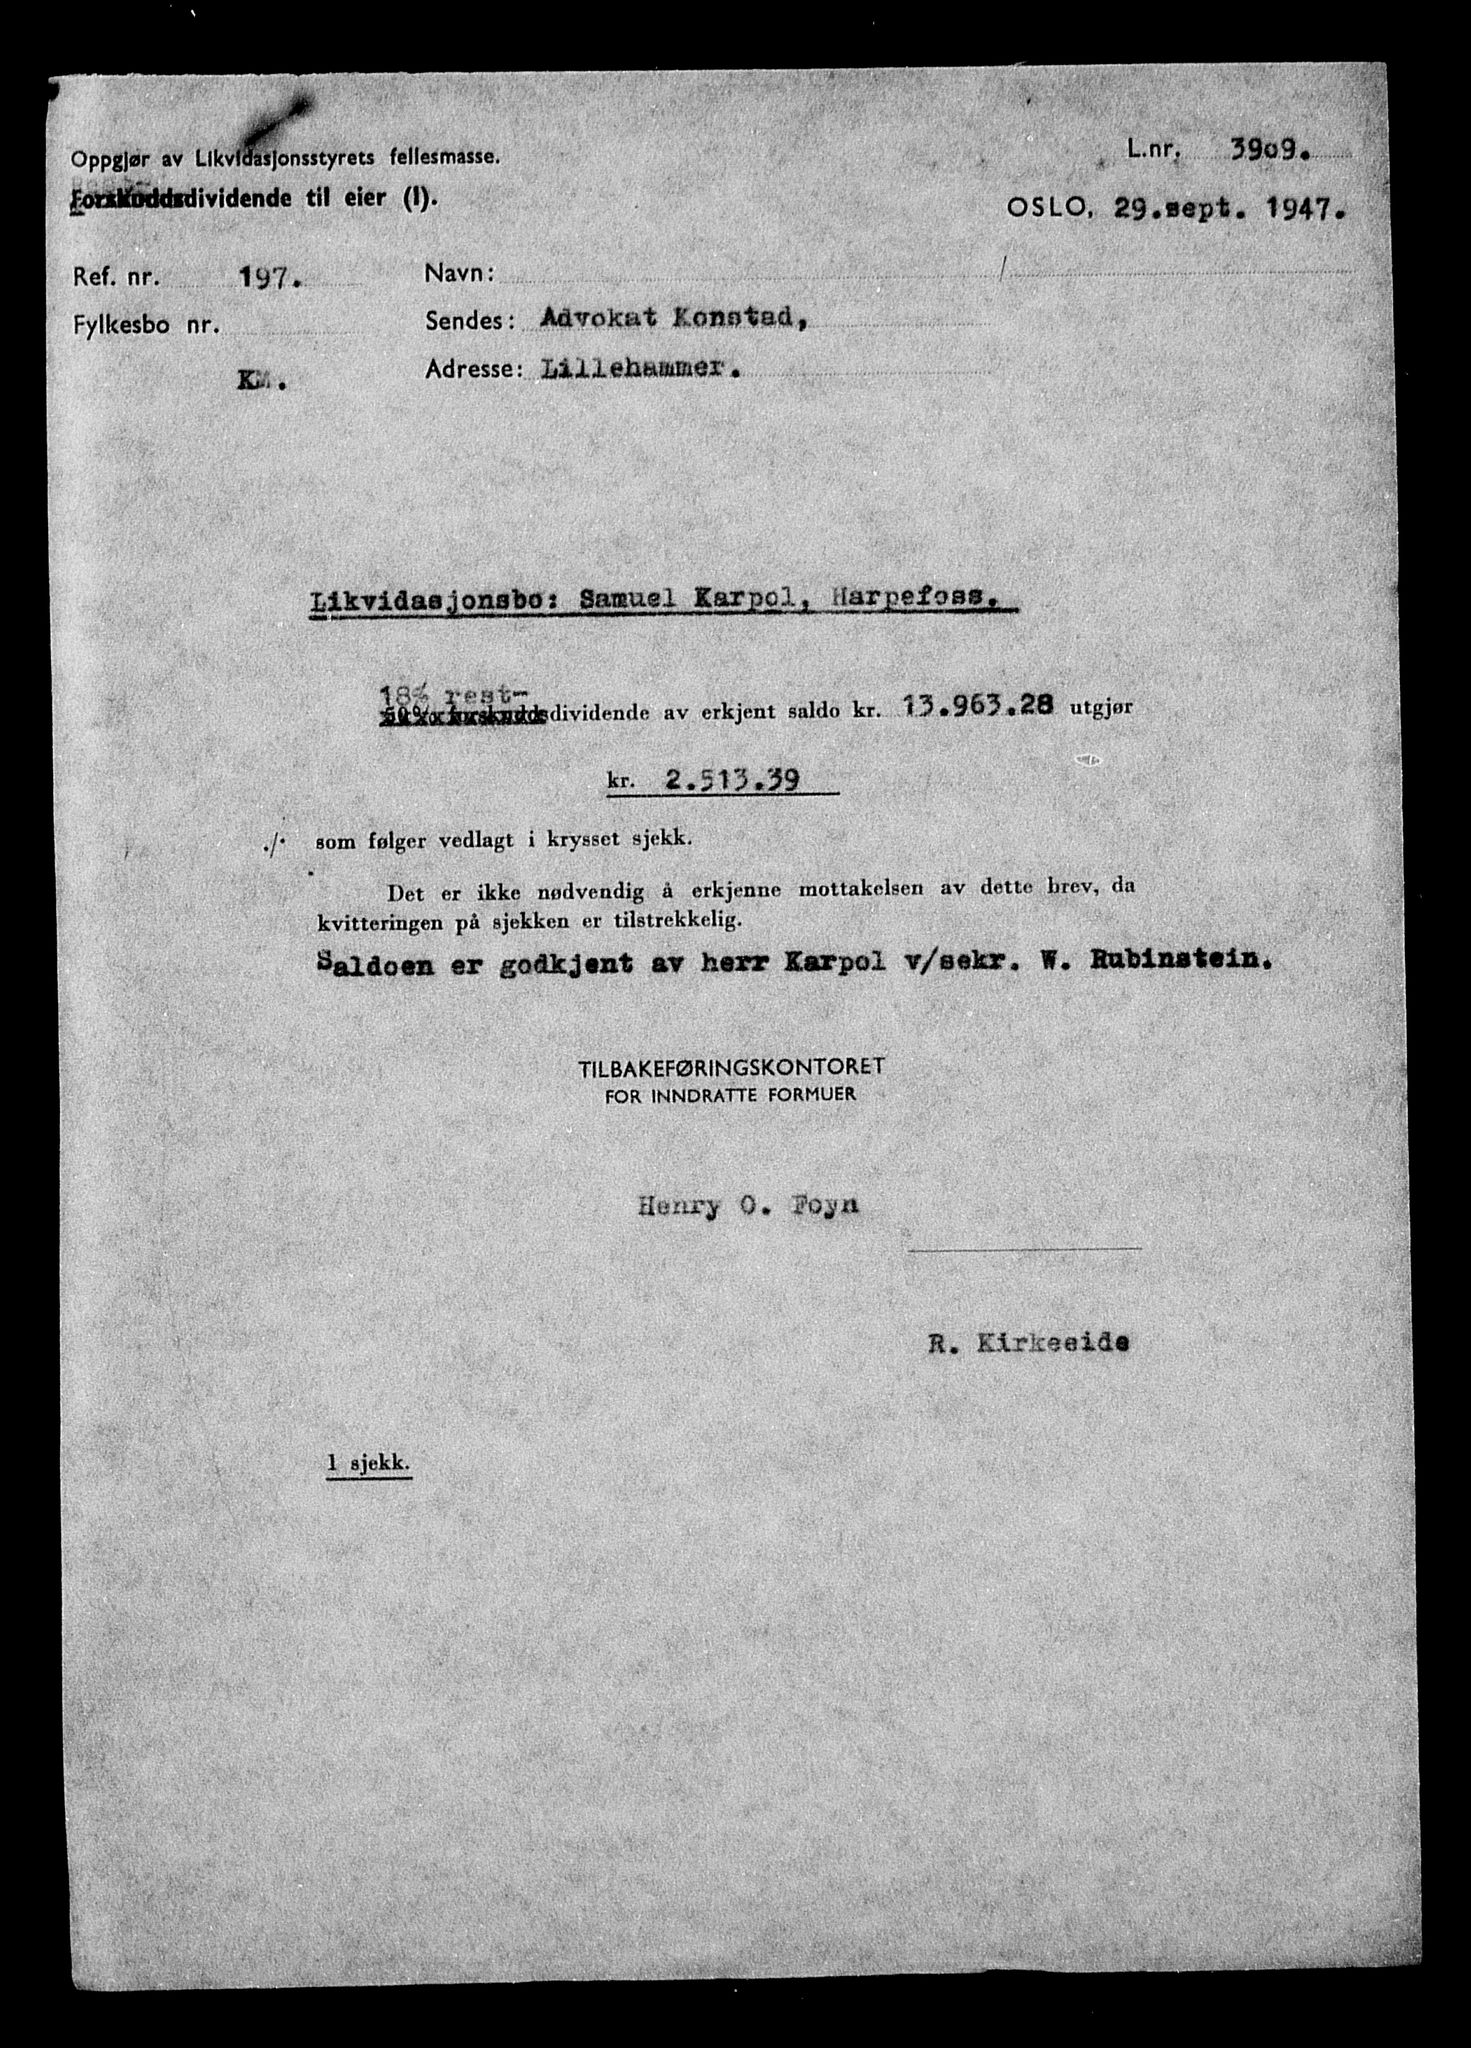 Oppgjør av Likvidasjonsstyrets fellesmasse.
L.nr. 3909.
Forskuddsdividende til eier (I).
OSLO, 29.sept. 1947.
Ref. nr. 197.
Navn: /
Fylkesbo nr.
Sendes: Advokat Konstad,
KM.
Adresse: Lillehammer.
Likvidasjonsbo: Samuel Karpol, Harpefoss.
18% rest-
50% forskuddsdividende av erkjent saldo kr. 13.963.28 utgjør
kr. 2.513.39
./. som følger vedlagt i krysset sjekk.
Det er ikke nødvendig å erkjenne mottakelsen av dette brev, da
kvitteringen på sjekken er tilstrekkelig.
Saldoen er godkjent av herr Karpol v/sekr. W. Rubinstein.
TILBAKEFØRINGSKONTORET
FOR INNDRATTE FORMUER
Henry O. Foyn
R. Kirkeeide
1 sjekk.